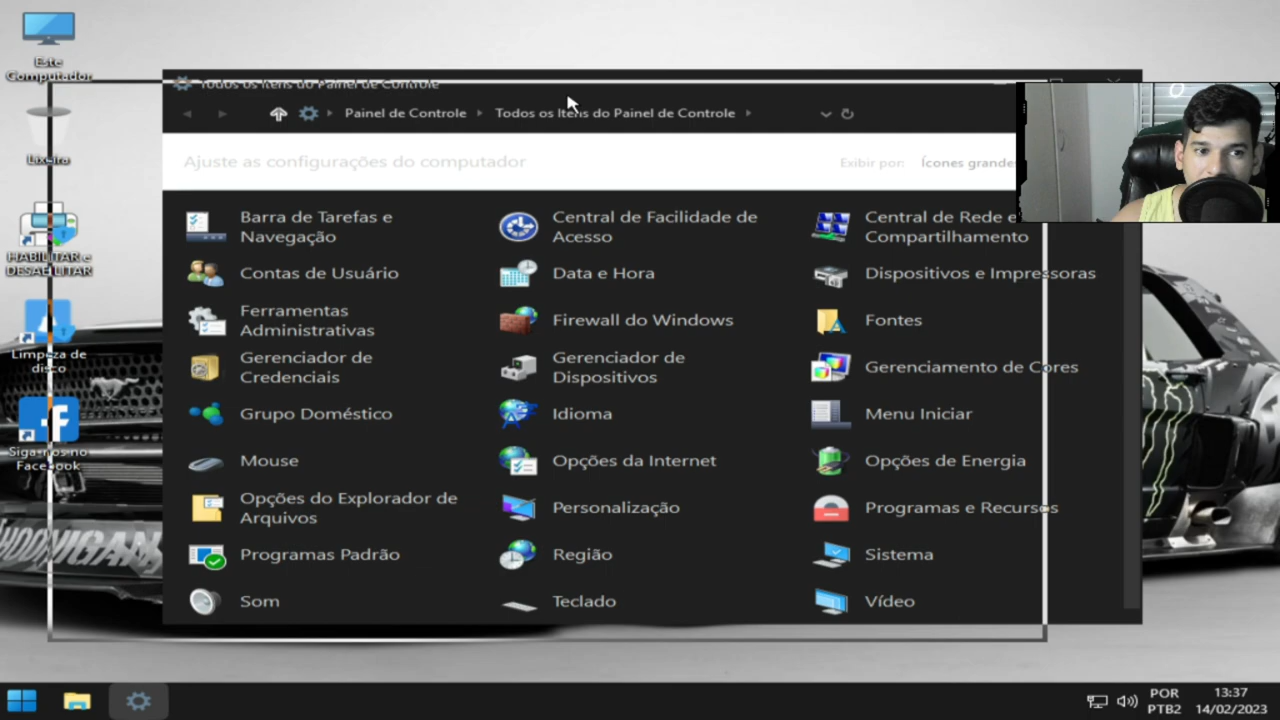 Este
Computador
Lixeira
HABILITAR e
DESABILITAR
Limpeza de
disco
Siga-nos no
Facebook
Todos os Itens do Painel de Controle
Painel de Controle
Todos os Itens do Painel de Controle
Ajuste as configurações do computador
Exibir por:
Ícones grandes
Barra de Tarefas e
Navegação
Central de Facilidade de
Acesso
Central de Rede e
Compartilhamento
Contas de Usuário
Data e Hora
Dispositivos e Impressoras
Ferramentas
Administrativas
Firewall do Windows
Fontes
Gerenciador de
Credenciais
Gerenciador de
Dispositivos
Gerenciamento de Cores
Grupo Doméstico
Idioma
Menu Iniciar
Mouse
Opções da Internet
Opções de Energia
Opções do Explorador de
Arquivos
Personalização
Programas e Recursos
Programas Padrão
Região
Sistema
Som
Teclado
Vídeo
HOONIGAN
POR
PTB2
13:37
14/02/2023